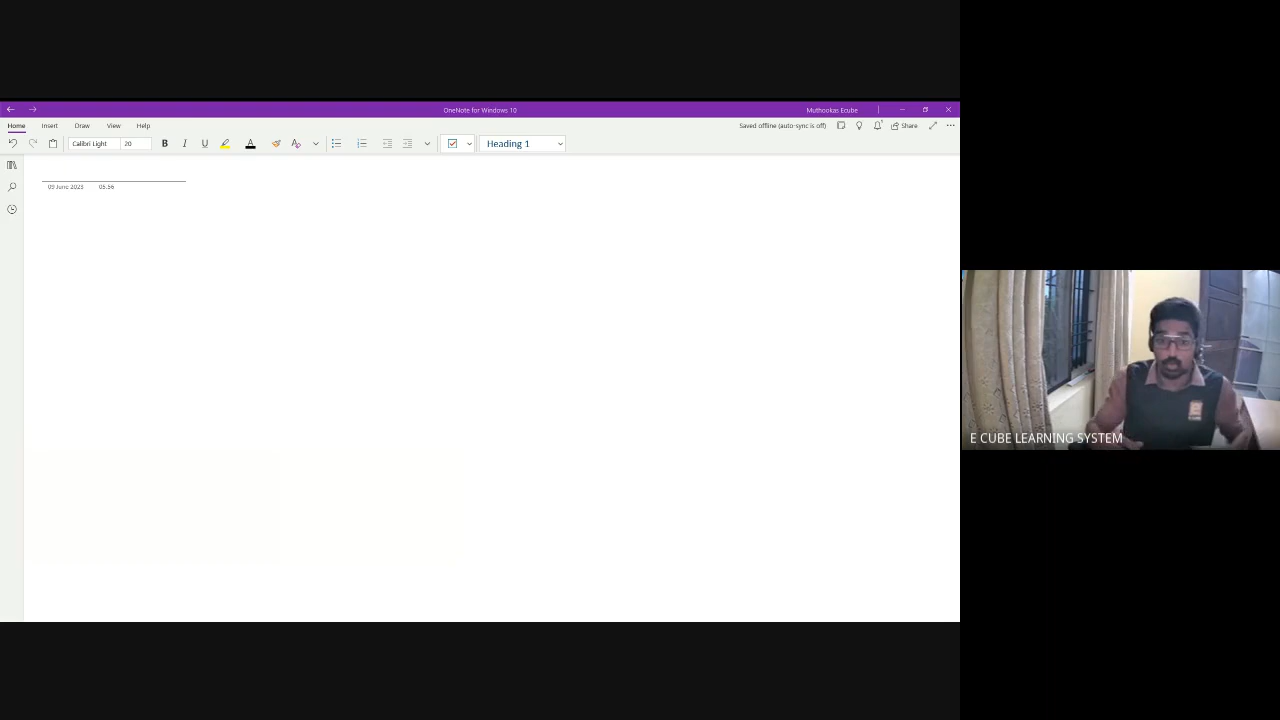 OneNote for Windows 10
Muthookas Ecube
Home Insert Draw View Help
Saved offline (auto-sync is off) Share
Calibri Light 20 B I U A Heading 1
09 June 2023 05:56
E CUBE LEARNING SYSTEM